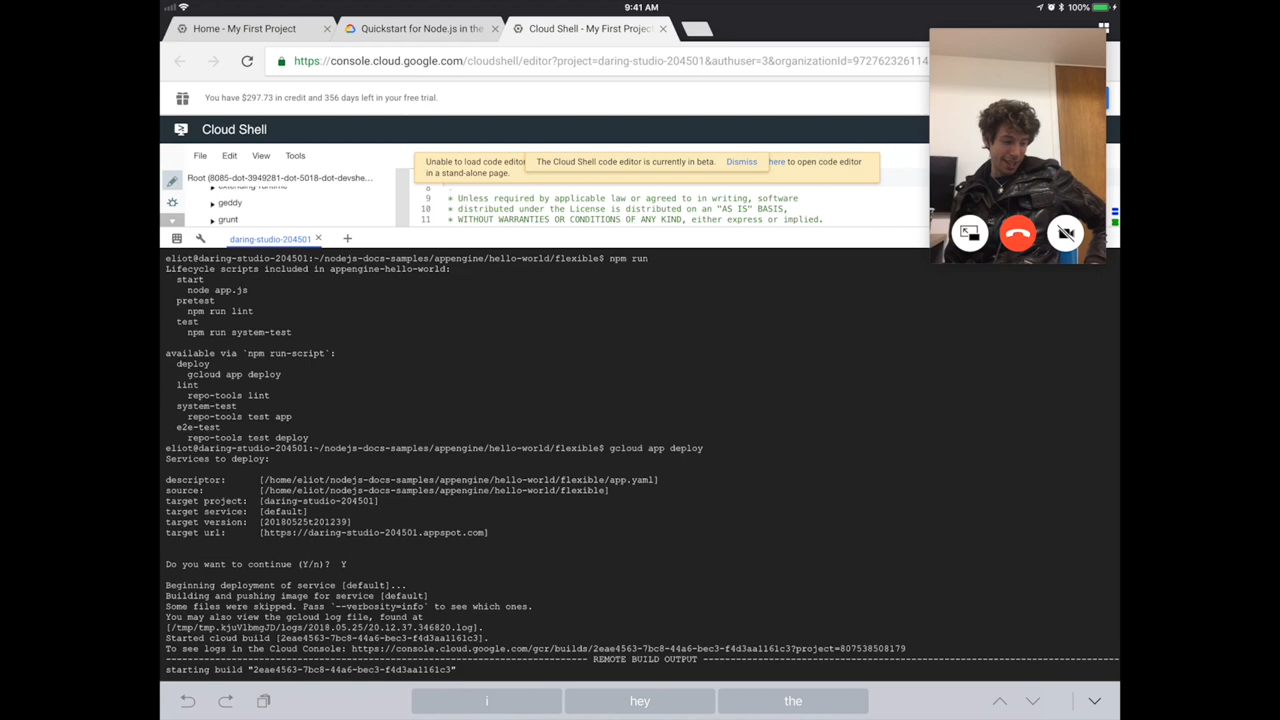 9:41 AM
100%
Home - My First Project
Quickstart for Node.js in the
Cloud Shell - My First Project
https://console.cloud.google.com/cloudshell/editor?project=daring-studio-204501&authuser=3&organizationId=972762326114
You have $297.73 in credit and 356 days left in your free trial.
Cloud Shell
File Edit View Tools
Unable to load code editor
in a stand-alone page.
The Cloud Shell code editor is currently in beta. Dismiss
here to open code editor
Root (8085-dot-3949281-dot-5018-dot-devshe...
extending runtime
geddy
grunt
8
9 * Unless required by applicable law or agreed to in writing, software
10 * distributed under the License is distributed on an "AS IS" BASIS,
11 * WITHOUT WARRANTIES OR CONDITIONS OF ANY KIND, either express or implied.
daring-studio-204501
eliot@daring-studio-204501:~/nodejs-docs-samples/appengine/hello-world/flexible$ npm run
Lifecycle scripts included in appengine-hello-world:
start
node app.js
pretest
npm run lint
test
npm run system-test
available via `npm run-script`:
deploy
gcloud app deploy
lint
repo-tools lint
system-test
repo-tools test app
e2e-test
repo-tools test deploy
eliot@daring-studio-204501:~/nodejs-docs-samples/appengine/hello-world/flexible$ gcloud app deploy
Services to deploy:
descriptor: [/home/eliot/nodejs-docs-samples/appengine/hello-world/flexible/app.yaml]
source: [/home/eliot/nodejs-docs-samples/appengine/hello-world/flexible]
target project: [daring-studio-204501]
target service: [default]
target version: [20180525t201239]
target url: [https://daring-studio-204501.appspot.com]
Do you want to continue (Y/n)? Y
Beginning deployment of service [default]...
Building and pushing image for service [default]
Some files were skipped. Pass `--verbosity=info` to see which ones.
You may also view the gcloud log file, found at
[/tmp/tmp.kjuVlbmgJD/logs/2018.05.25/20.12.37.346820.log].
Started cloud build [2eae4563-7bc8-44a6-bec3-f4d3aa1161c3].
To see logs in the Cloud Console: https://console.cloud.google.com/gcr/builds/2eae4563-7bc8-44a6-bec3-f4d3aa1161c3?project=807538508179
REMOTE BUILD OUTPUT
starting build "2eae4563-7bc8-44a6-bec3-f4d3aa1161c3"
i
hey
the